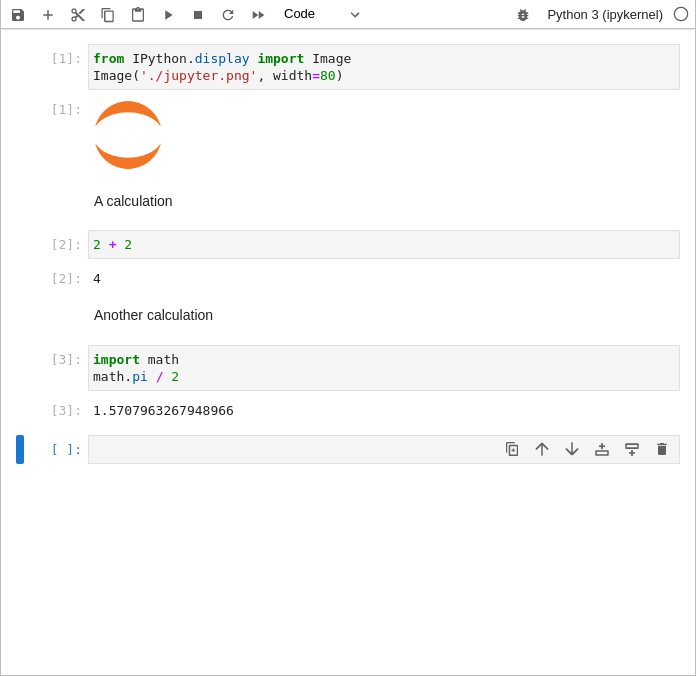 Code
Python 3 (ipykernel)
[1]:
from IPython.display import Image
Image('./jupyter.png', width=80)
[1]:
A calculation
[2]:
2 + 2
[2]:
4
Another calculation
[3]:
import math
math.pi / 2
[3]:
1.5707963267948966
[ ]: